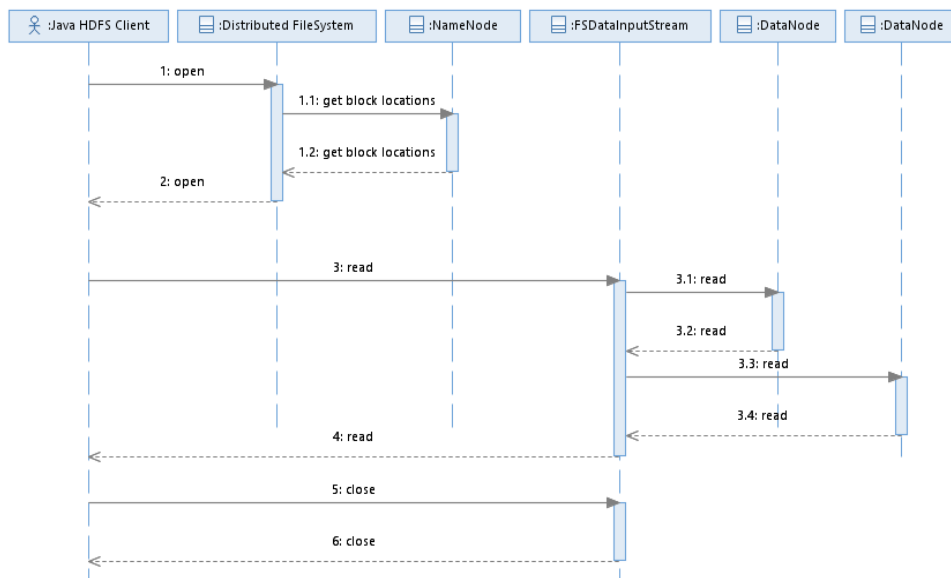 :Java HDFS Client
:Distributed FileSystem
:NameNode
:FSDataInputStream
:DataNode
:DataNode
1: open
1.1: get block locations
1.2: get block locations
2: open
3: read
3.1: read
3.2: read
3.3: read
3.4: read
4: read
5: close
6: close